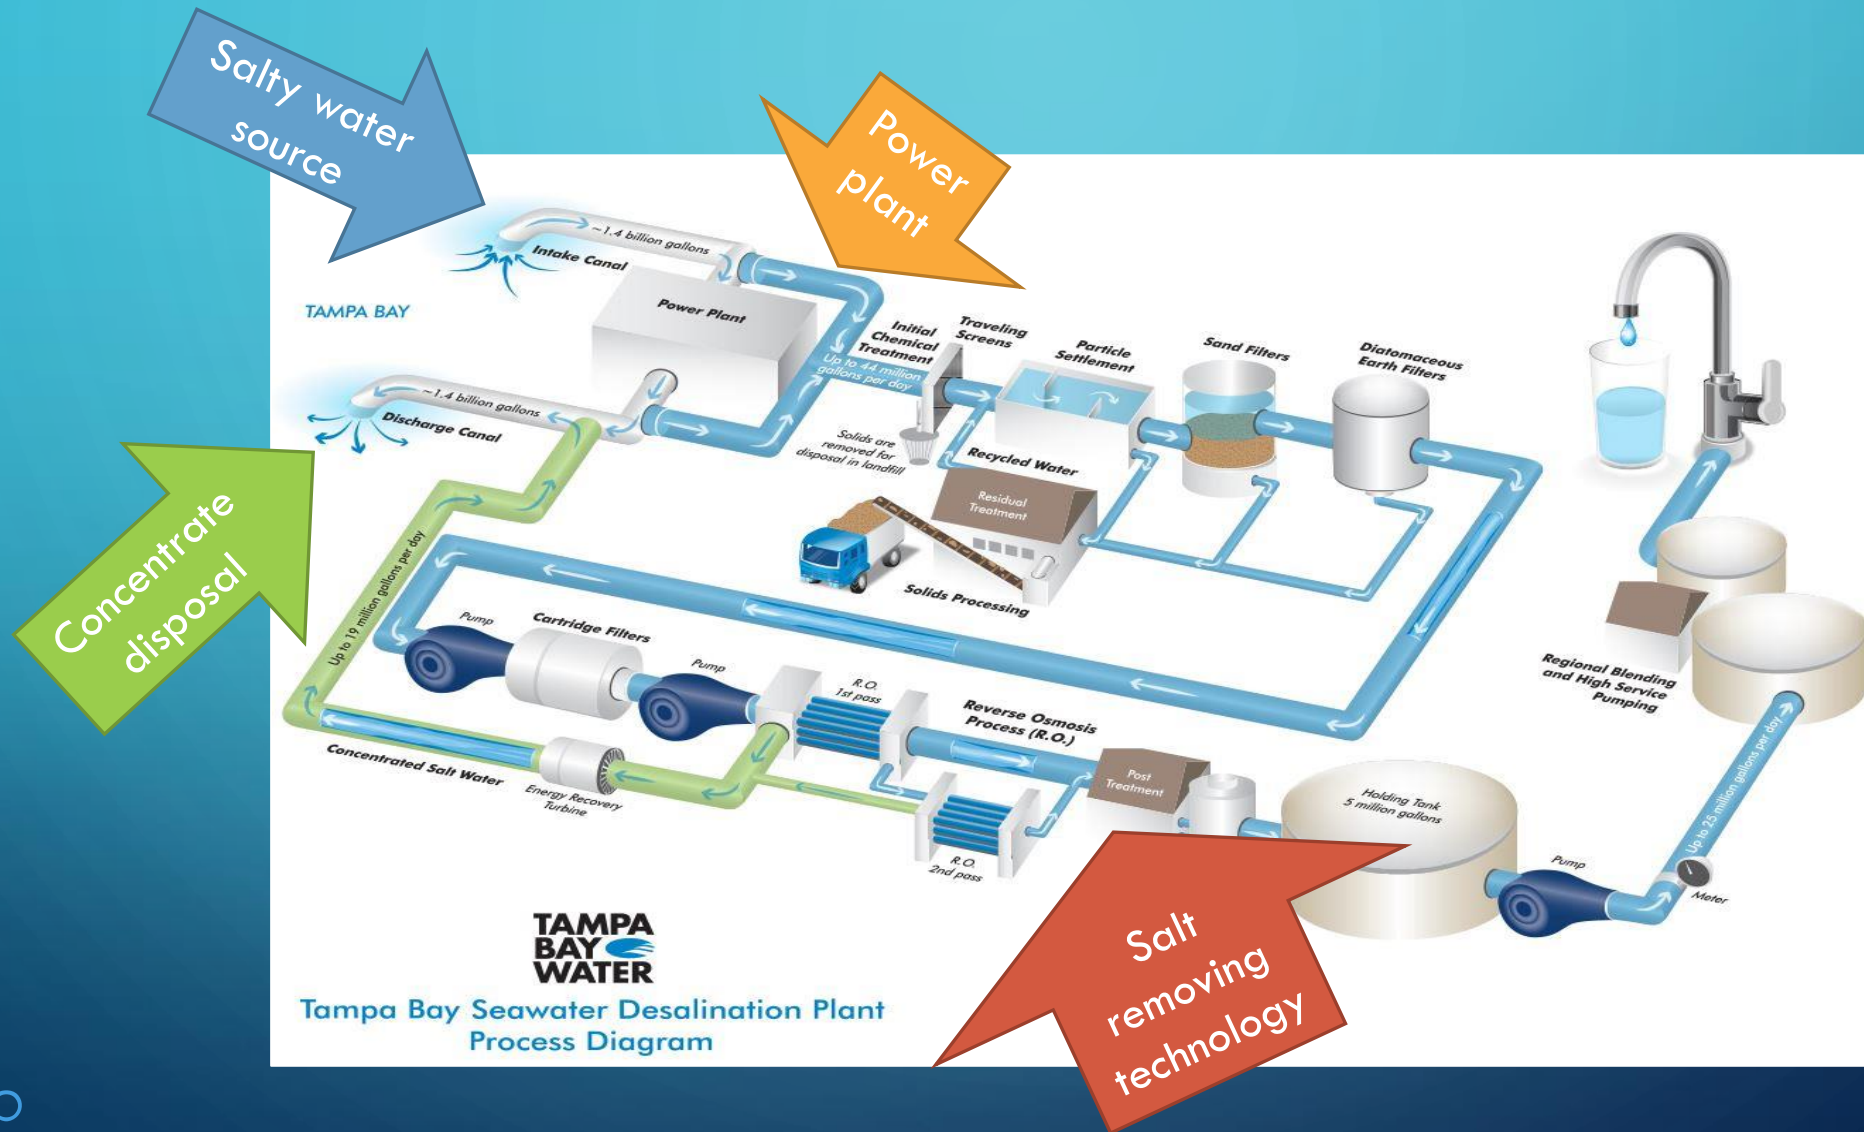 Salty water
source
Power
plant
~1.4 billion gallons
Intake Canal
TAMPA BAY
Power Plant
Initial
Chemical
Treatment
Traveling
Screens
Particle
Settlement
Sand Filters
Diatomaceous
Earth Filters
Up to 44 million
gallons per day
~1.4 billion gallons
Discharge Canal
Solids are
removed for
disposal in landfill
Recycled Water
Residual
Treatment
Solids Processing
Concentrate
disposal
Up to 19 million gallons per day
Pump
Cartridge Filters
Pump
R.O.
1st pass
Reverse Osmosis
Process (R.O.)
Regional Blending
and High Service
Pumping
Concentrated Salt Water
Energy Recovery
Turbine
Post
Treatment
R.O.
2nd pass
Holding Tank
5 million gallons
Up to 25 million gallons per day
Pump
Meter
Salt
removing
technology
TAMPA
BAY
WATER
Tampa Bay Seawater Desalination Plant
Process Diagram